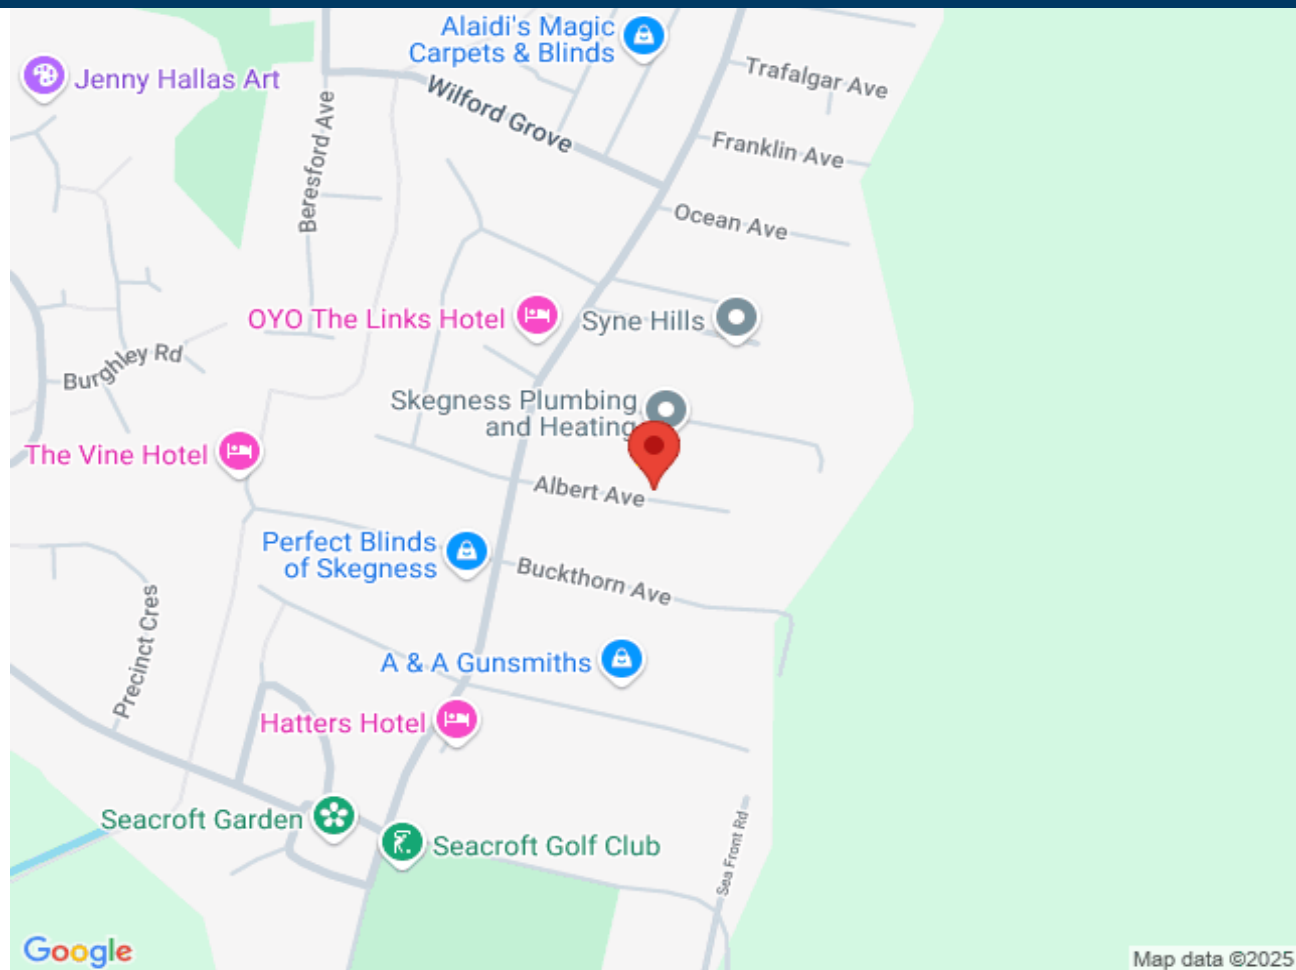 Alaidi's Magic
Carpets & Blinds
Jenny Hallas Art
Trafalgar Ave
Wilford Grove
Beresford Ave
Franklin Ave
Ocean Ave
OYO The Links Hotel
Syne Hills
Burghley Rd
Skegness Plumbing
and Heating
The Vine Hotel
Albert Ave
Perfect Blinds
of Skegness
Buckthorn Ave
Precinct Cres
A & A Gunsmiths
Hatters Hotel
Seacroft Garden
Seacroft Golf Club
Sea Front Rd
Google
Map data ©2025